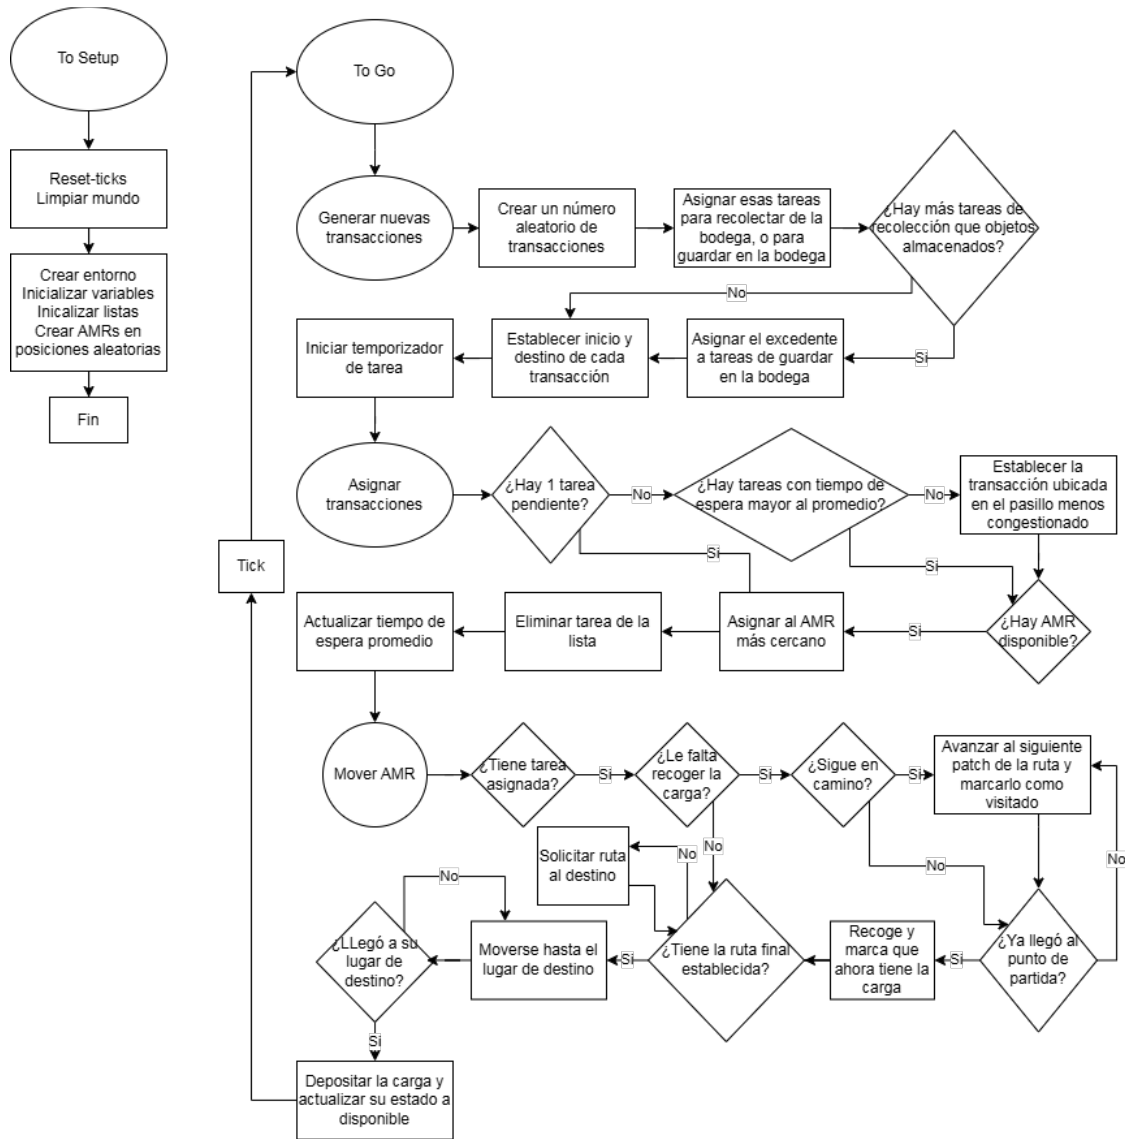 To Setup
Reset-ticks
Limpiar mundo
Crear entorno
Inicializar variables
Inicalizar listas
Crear AMRs en
posiciones aleatorias
Fin
To Go
Generar nuevas
transacciones
Crear un número
aleatorio de
transacciones
Asignar esas tareas
para recolectar de la
bodega, o para
guardar en la bodega
¿Hay más tareas de
recolección que objetos
almacenados?
No
Si
Asignar el excedente
a tareas de guardar
en la bodega
Establecer inicio y
destino de cada
transacción
Iniciar temporizador
de tarea
Asignar
transacciones
¿Hay 1 tarea
pendiente?
No
¿Hay tareas con tiempo de
espera mayor al promedio?
No
Establecer la
transacción ubicada
en el pasillo menos
congestionado
Si
Si
¿Hay AMR
disponible?
Si
Asignar al AMR
más cercano
Eliminar tarea de la
lista
Actualizar tiempo de
espera promedio
Tick
Mover AMR
¿Tiene tarea
asignada?
Si
¿Le falta
recoger la
carga?
Si
¿Sigue en
camino?
Si
Avanzar al siguiente
patch de la ruta y
marcarlo como
visitado
No
No
No
¿Ya llegó al
punto de
partida?
Si
Recoge y
marca que
ahora tiene la
carga
¿Tiene la ruta final
establecida?
No
Solicitar ruta
al destino
Si
Moverse hasta el
lugar de destino
No
¿LLegó a su
lugar de
destino?
Si
Depositar la carga y
actualizar su estado a
disponible